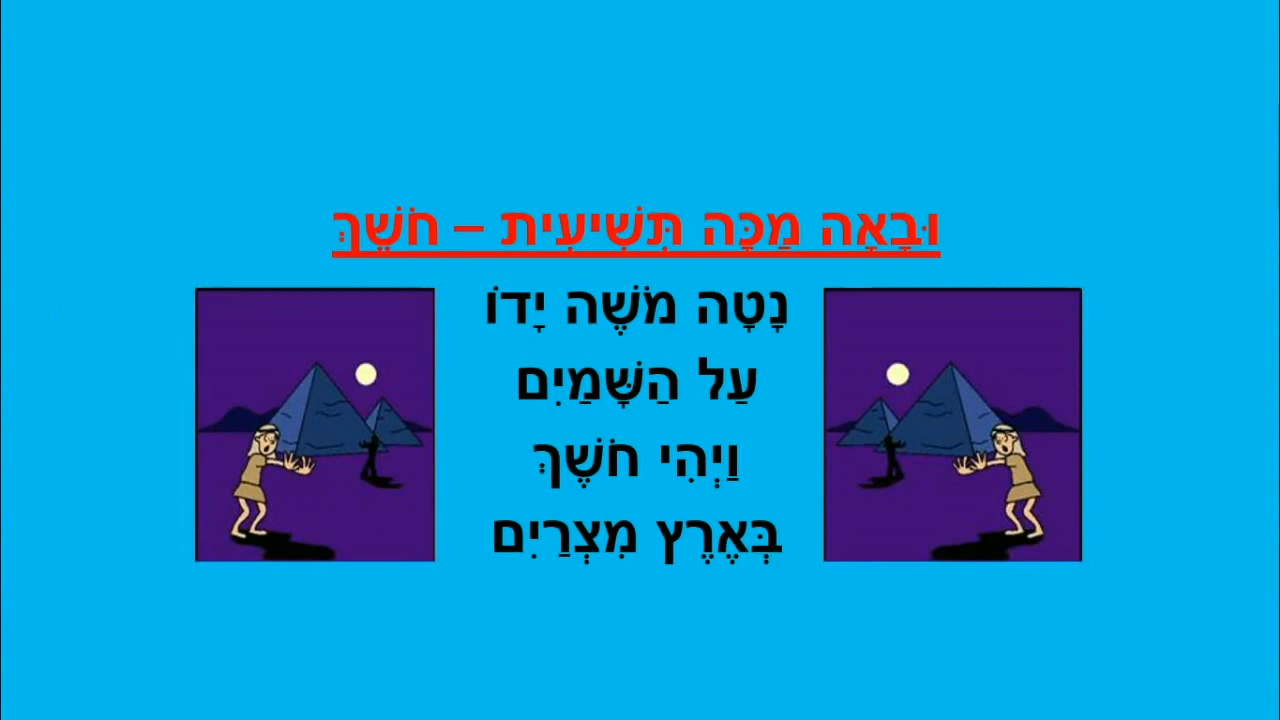 וּבָאָה מַכָּה תְּשִׁיעִית – חֹשֶׁךְ
נָטָה מֹשֶׁה יָדוֹ
עַל הַשָּׁמַיִם
וַיְהִי חֹשֶׁךְ
בְּאֶרֶץ מִצְרַיִם